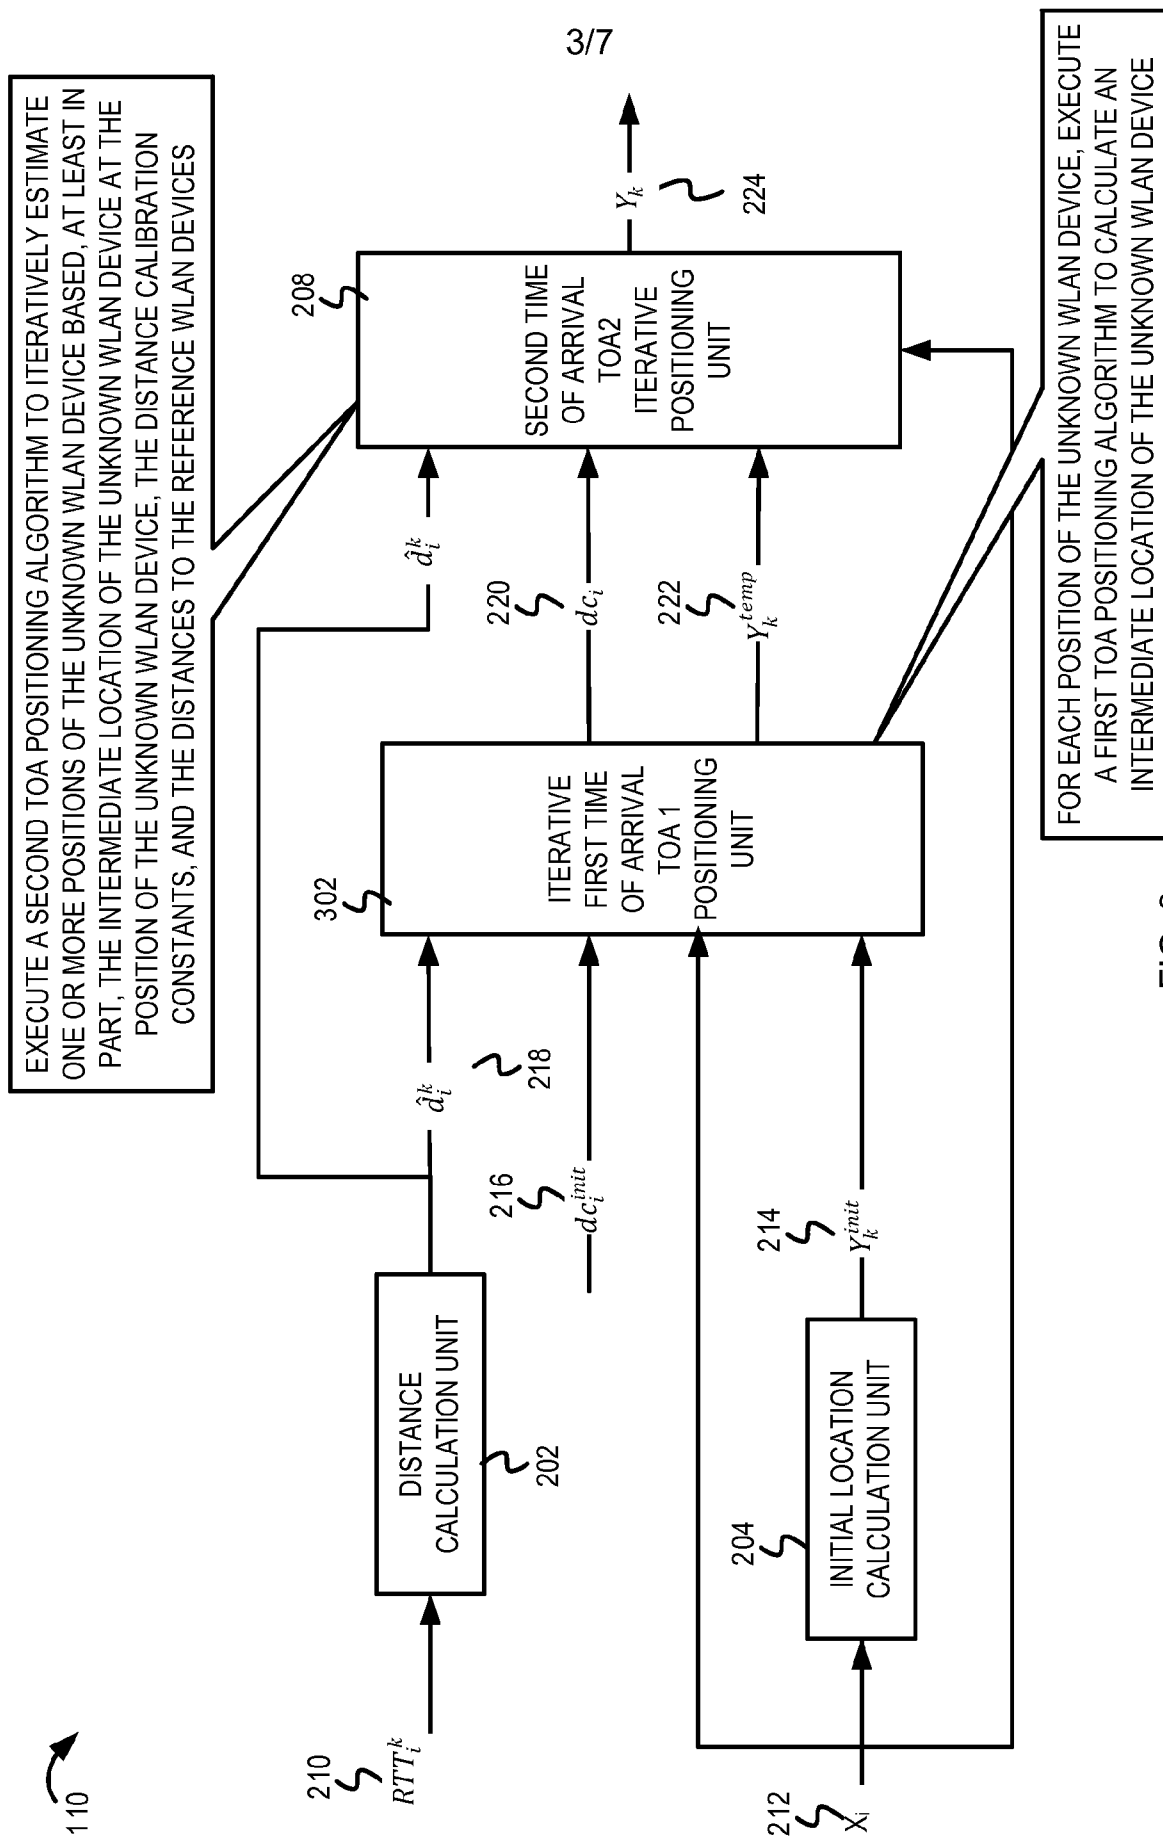 3/7
110
EXECUTE A SECOND TOA POSITIONING ALGORITHM TO ITERATIVELY ESTIMATE
ONE OR MORE POSITIONS OF THE UNKNOWN WLAN DEVICE BASED, AT LEAST IN
PART, THE INTERMEDIATE LOCATION OF THE UNKNOWN WLAN DEVICE AT THE
POSITION OF THE UNKNOWN WLAN DEVICE, THE DISTANCE CALIBRATION
CONSTANTS, AND THE DISTANCES TO THE REFERENCE WLAN DEVICES
210
RTT_i^k
DISTANCE
CALCULATION UNIT
202
d̂_i^k
218
216
dc_i^{init}
212
X_i
204
INITIAL LOCATION
CALCULATION UNIT
214
Y_k^{init}
302
ITERATIVE
FIRST TIME
OF ARRIVAL
TOA 1
POSITIONING
UNIT
d̂_i^k
220
dc_i
222
Y_k^{temp}
208
SECOND TIME
OF ARRIVAL
TOA2
ITERATIVE
POSITIONING
UNIT
Y_k
224
FOR EACH POSITION OF THE UNKNOWN WLAN DEVICE, EXECUTE
A FIRST TOA POSITIONING ALGORITHM TO CALCULATE AN
INTERMEDIATE LOCATION OF THE UNKNOWN WLAN DEVICE